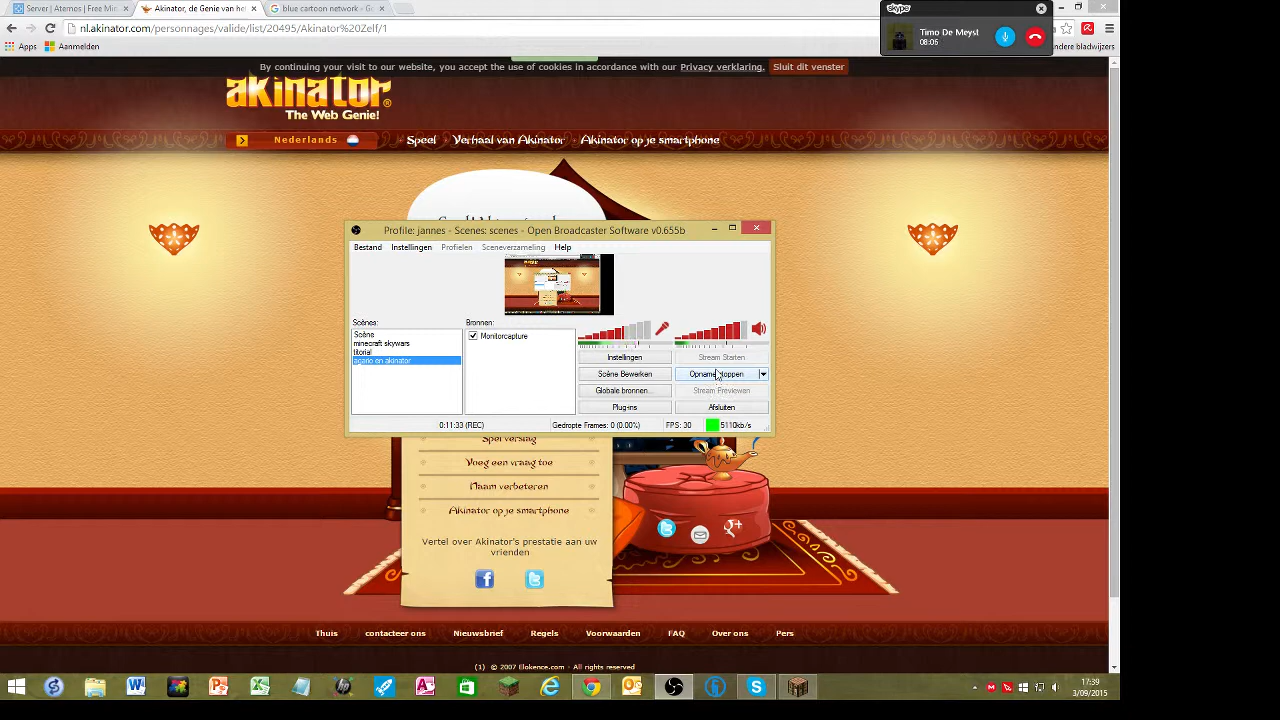 Server | Aternos | Free Mi
Akinator, de Genie van he
blue cartoon network - G
nl.akinator.com/personnages/valide/list/20495/Akinator%20Zelf/1
Apps
Aanmelden
andere bladwijzers
skype
Timo De Meyst
08:06
By continuing your visit to our website, you accept the use of cookies in accordance with our Privacy verklaring.
Sluit dit venster
akinator®
The Web Genie!
Nederlands
Speel
Verhaal van Akinator
Akinator op je smartphone
Profile: jannes - Scenes: scenes - Open Broadcaster Software v0.655b
Bestand
Instellingen
Profielen
Sceneverzameling
Help
Scènes:
Bronnen:
Scène
minecraft skywars
titorial
agario en akinator
Monitorcapture
Instellingen
Stream Starten
Scène Bewerken
Opname stoppen
Globale bronnen...
Stream Previewen
Plug-ins
Afsluiten
0:11:33 (REC)
Gedropte Frames: 0 (0.00%)
FPS: 30
5110kb/s
Spel verslag
Voeg een vraag toe
Naam verbeteren
Akinator op je smartphone
Vertel over Akinator's prestatie aan uw
vrienden
Thuis
contacteer ons
Nieuwsbrief
Regels
Voorwaarden
FAQ
Over ons
Pers
(1) © 2007 Elokence.com - All rights reserved
17:39
3/09/2015